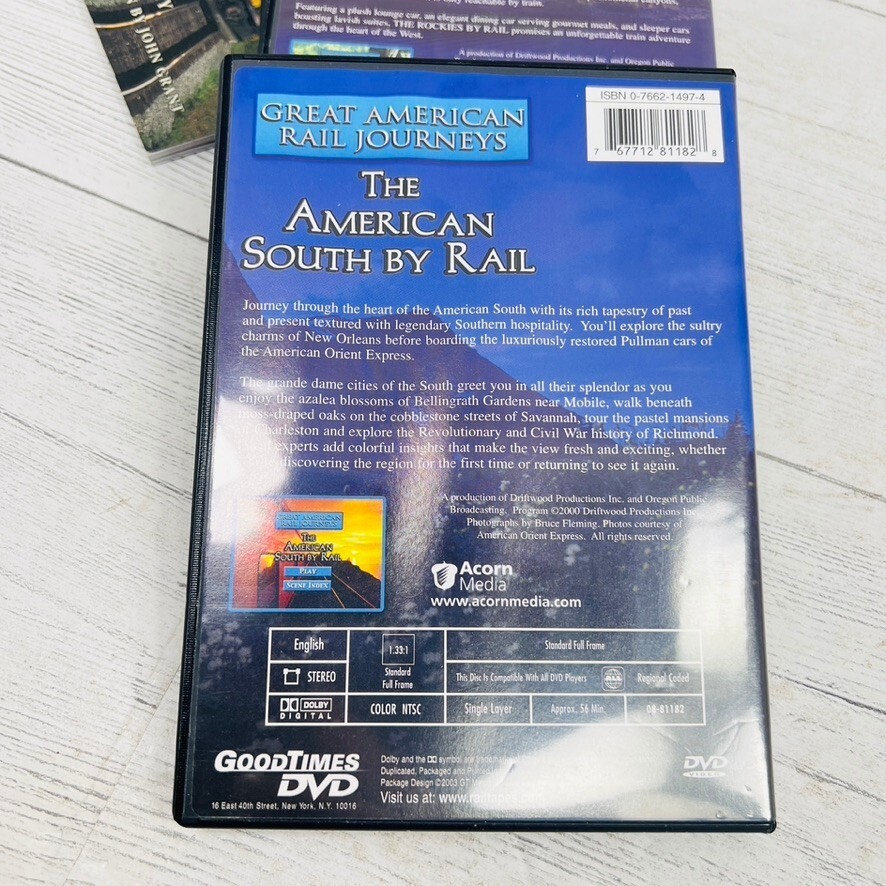 BY JOHN GRANT
reachable by train.
Featuring a plush lounge car, an elegant dining car serving gourmet meals, and sleeper cars
boasting lavish suites, THE ROCKIES BY RAIL promises an unforgettable train adventure
through the heart of the West.
A production of Driftwood Productions Inc. and Oregon Public
GREAT AMERICAN
RAIL JOURNEYS
ISBN 0-7662-1497-4
7 67712 81182 8
THE
AMERICAN
SOUTH BY RAIL
Journey through the heart of the American South with its rich tapestry of past
and present textured with legendary Southern hospitality. You'll explore the sultry
charms of New Orleans before boarding the luxuriously restored Pullman cars of
the American Orient Express.
The grande dame cities of the South greet you in all their splendor as you
enjoy the azalea blossoms of Bellingrath Gardens near Mobile, walk beneath
moss-draped oaks on the cobblestone streets of Savannah, tour the pastel mansions
of Charleston and explore the Revolutionary and Civil War history of Richmond.
experts add colorful insights that make the view fresh and exciting, whether
discovering the region for the first time or returning to see it again.
A production of Driftwood Productions Inc. and Oregon Public
Broadcasting. Program ©2000 Driftwood Productions Inc.
Photographs by Bruce Fleming. Photos courtesy of
American Orient Express. All rights reserved.
GREAT AMERICAN
RAIL JOURNEYS
THE
AMERICAN
SOUTH BY RAIL
PLAY
SCENE INDEX
Acorn
Media
www.acornmedia.com
English
STEREO
DOLBY
DIGITAL
1.33:1
Standard
Full Frame
COLOR NTSC
Standard Full Frame
This Disc Is Compatible With All DVD Players
ALL
Regional Coded
Single Layer
Approx. 56 Min.
08-81182
GOODTIMES
DVD
16 East 40th Street, New York, N.Y. 10016
Dolby and the DD symbol are
Duplicated, Packaged and
Package Design ©2003
Visit us at:
DVD
VIDEO